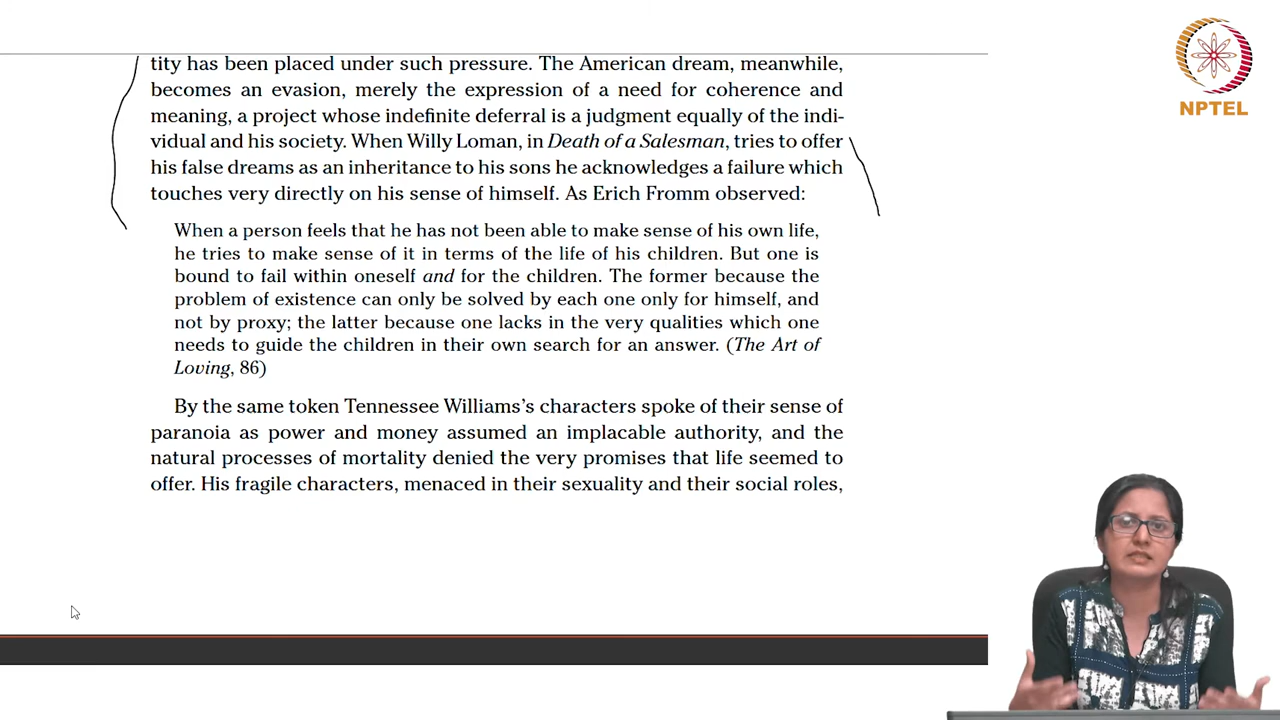 tity has been placed under such pressure. The American dream, meanwhile,
becomes an evasion, merely the expression of a need for coherence and
meaning, a project whose indefinite deferral is a judgment equally of the indi-
vidual and his society. When Willy Loman, in Death of a Salesman, tries to offer
his false dreams as an inheritance to his sons he acknowledges a failure which
touches very directly on his sense of himself. As Erich Fromm observed:
When a person feels that he has not been able to make sense of his own life,
he tries to make sense of it in terms of the life of his children. But one is
bound to fail within oneself and for the children. The former because the
problem of existence can only be solved by each one only for himself, and
not by proxy; the latter because one lacks in the very qualities which one
needs to guide the children in their own search for an answer. (The Art of
Loving, 86)
By the same token Tennessee Williams's characters spoke of their sense of
paranoia as power and money assumed an implacable authority, and the
natural processes of mortality denied the very promises that life seemed to
offer. His fragile characters, menaced in their sexuality and their social roles,
NPTEL